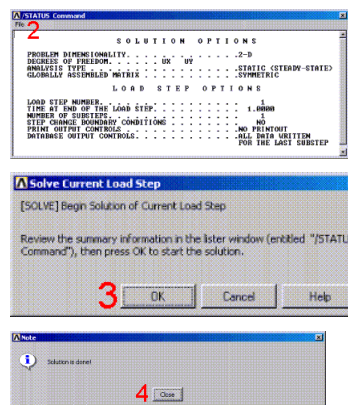 /STATUS Command
File
2
S O L U T I O N   O P T I O N S
PROBLEM DIMENSIONALITY. . . . . . . . . . . . .2-D
DEGREES OF FREEDOM. . . . . . UX   UY
ANALYSIS TYPE . . . . . . . . . . . . . . . . .STATIC (STEADY-STATE)
GLOBALLY ASSEMBLED MATRIX . . . . . . . . . . .SYMMETRIC
L O A D   S T E P   O P T I O N S
LOAD STEP NUMBER. . . . . . . . . . . . . . . . 1
TIME AT END OF THE LOAD STEP. . . . . . . . . . 1.0000
NUMBER OF SUBSTEPS. . . . . . . . . . . . . . . 1
STEP CHANGE BOUNDARY CONDITIONS . . . . . . . . NO
PRINT OUTPUT CONTROLS . . . . . . . . . . . . .NO PRINTOUT
DATABASE OUTPUT CONTROLS. . . . . . . . . . . .ALL DATA WRITTEN
FOR THE LAST SUBSTEP
Solve Current Load Step
[SOLVE] Begin Solution of Current Load Step
Review the summary information in the lister window (entitled "/STATU
Command"), then press OK to start the solution.
3
OK Cancel Help
Note
Solution is done!
4
Close